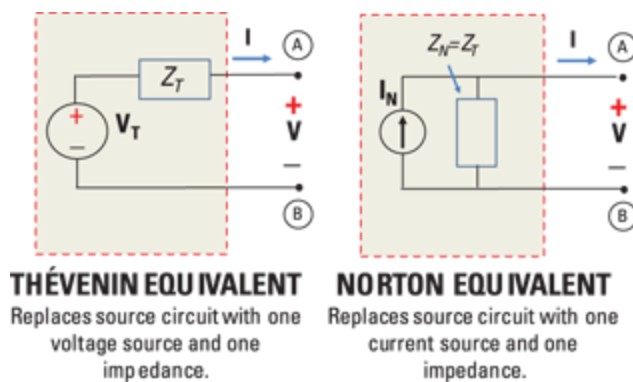 I
A
Z_T
+
V_T
−
+
V
−
B
THÉVENIN EQUIVALENT
Replaces source circuit with one
voltage source and one
impedance.
Z_N=Z_T
I
A
I_N
+
V
−
B
NORTON EQUIVALENT
Replaces source circuit with one
current source and one
impedance.